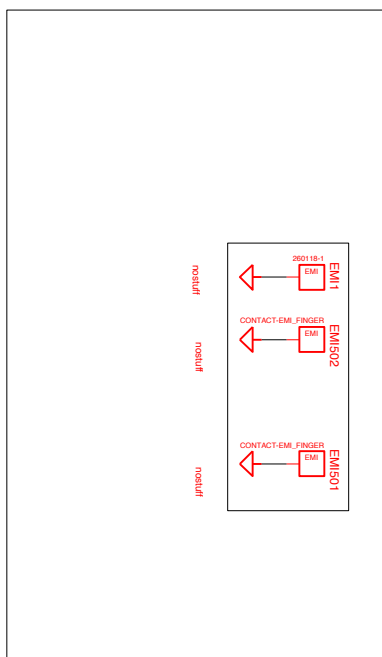 260118-1
EMI
EMI1
nostuff
CONTACT-EMI_FINGER
EMI
EMI502
nostuff
CONTACT-EMI_FINGER
EMI
EMI501
nostuff